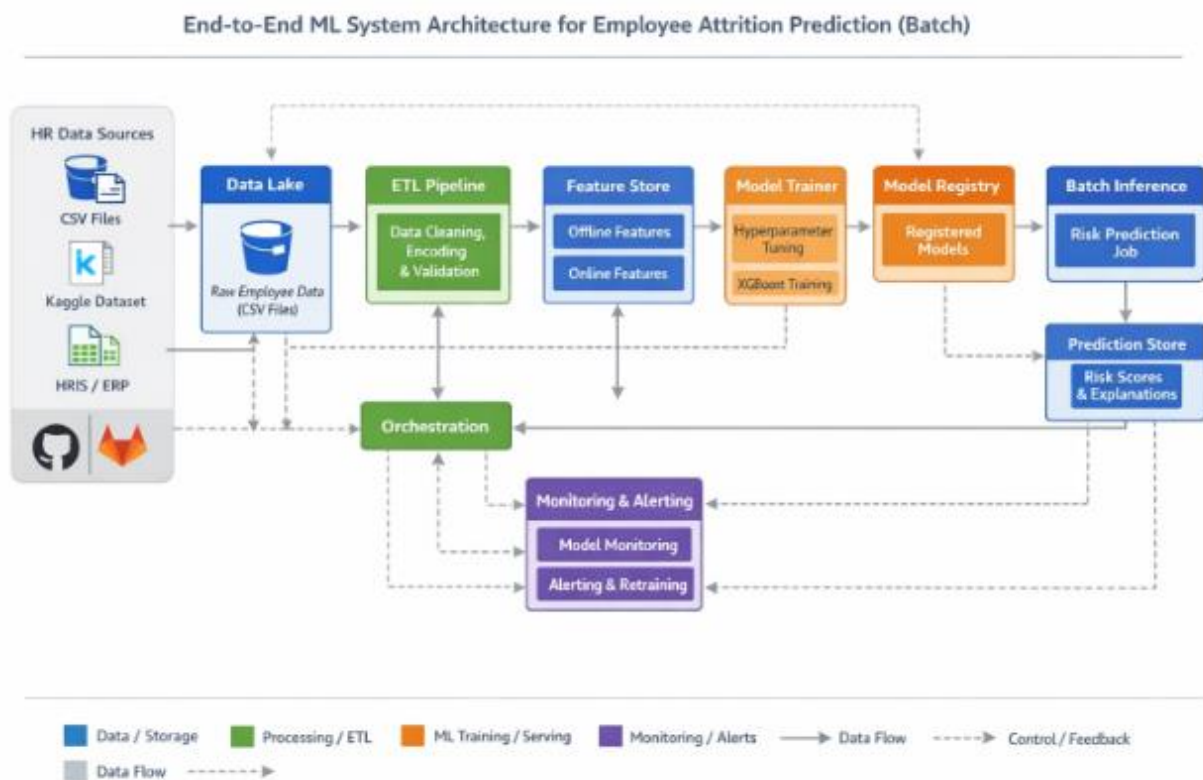 End-to-End ML System Architecture for Employee Attrition Prediction (Batch)
HR Data Sources
CSV Files
Kaggle Dataset
HRIS / ERP
Data Lake
Raw Employee Data
(CSV Files)
ETL Pipeline
Data Cleaning,
Encoding
& Validation
Feature Store
Offline Features
Online Features
Model Trainer
Hyperparameter
Tuning
XGBoost Training
Model Registry
Registered
Models
Batch Inference
Risk Prediction
Job
Prediction Store
Risk Scores
& Explanations
Orchestration
Monitoring & Alerting
Model Monitoring
Alerting & Retraining
Data / Storage
Processing / ETL
ML Training / Serving
Monitoring / Alerts
Data Flow
Control / Feedback
Data Flow